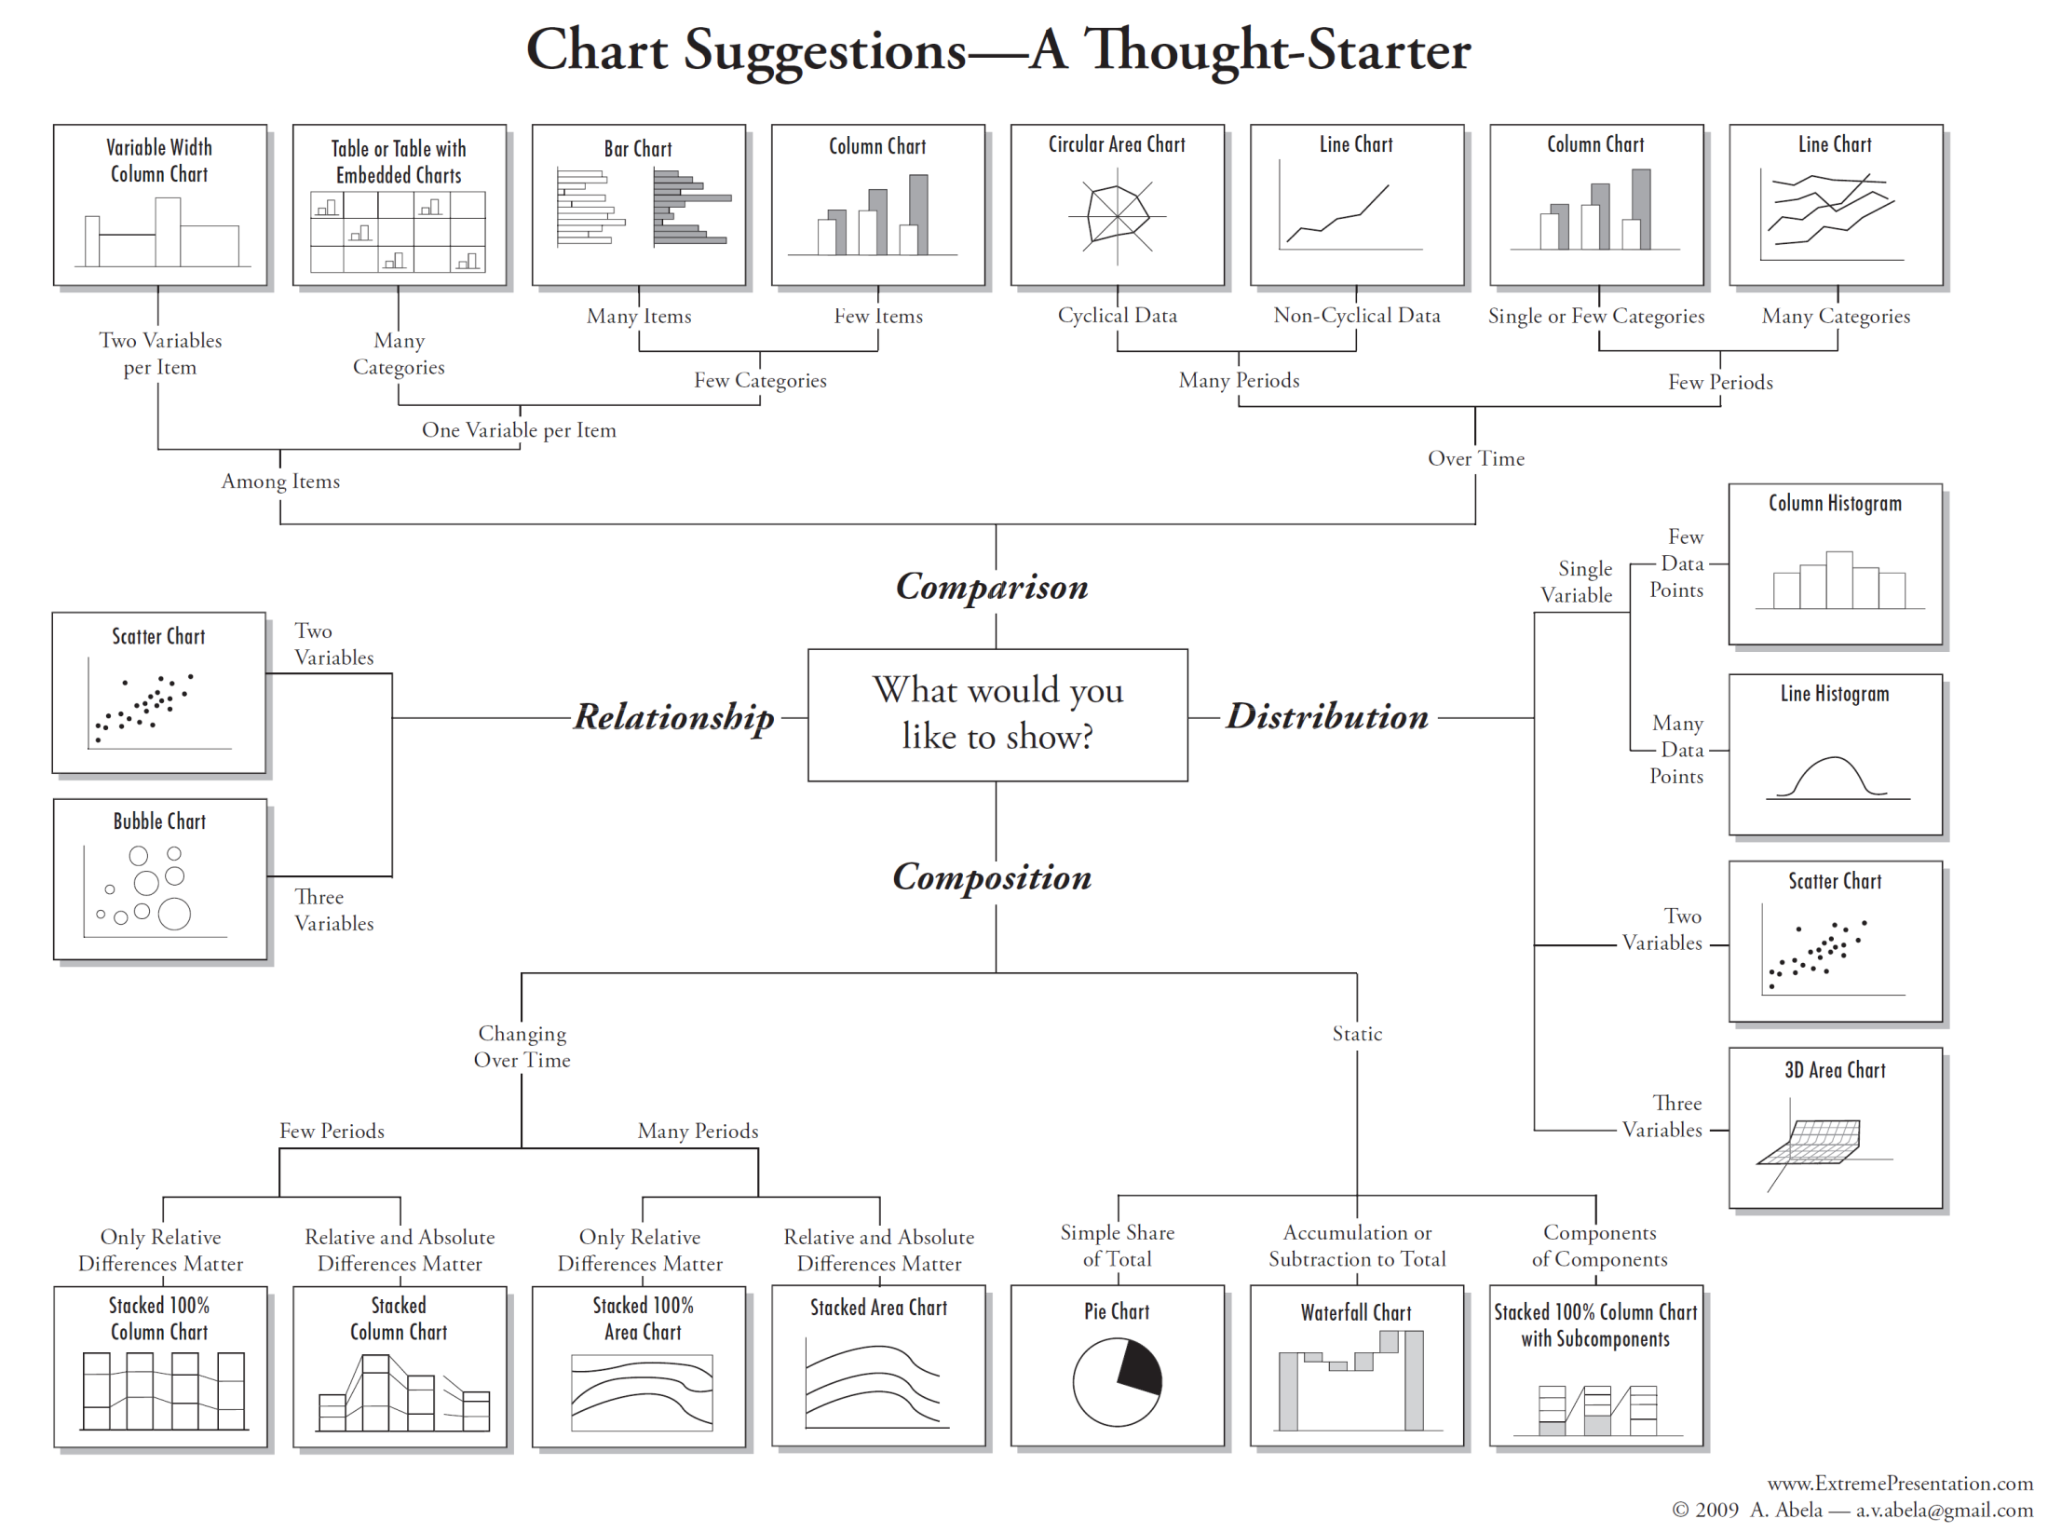 Chart Suggestions—A Thought-Starter
Variable Width
Column Chart
Table or Table with
Embedded Charts
Bar Chart
Column Chart
Circular Area Chart
Line Chart
Column Chart
Line Chart
Two Variables
per Item
Many
Categories
Many Items
Few Items
Cyclical Data
Non-Cyclical Data
Single or Few Categories
Many Categories
Few Categories
Many Periods
Few Periods
One Variable per Item
Among Items
Over Time
Comparison
What would you
like to show?
Relationship
Two
Variables
Scatter Chart
Three
Variables
Bubble Chart
Distribution
Single
Variable
Few
Data
Points
Column Histogram
Many
Data
Points
Line Histogram
Two
Variables
Scatter Chart
Three
Variables
3D Area Chart
Composition
Changing
Over Time
Static
Few Periods
Many Periods
Only Relative
Differences Matter
Relative and Absolute
Differences Matter
Only Relative
Differences Matter
Relative and Absolute
Differences Matter
Simple Share
of Total
Accumulation or
Subtraction to Total
Components
of Components
Stacked 100%
Column Chart
Stacked
Column Chart
Stacked 100%
Area Chart
Stacked Area Chart
Pie Chart
Waterfall Chart
Stacked 100% Column Chart
with Subcomponents
www.ExtremePresentation.com
© 2009 A. Abela — a.v.abela@gmail.com